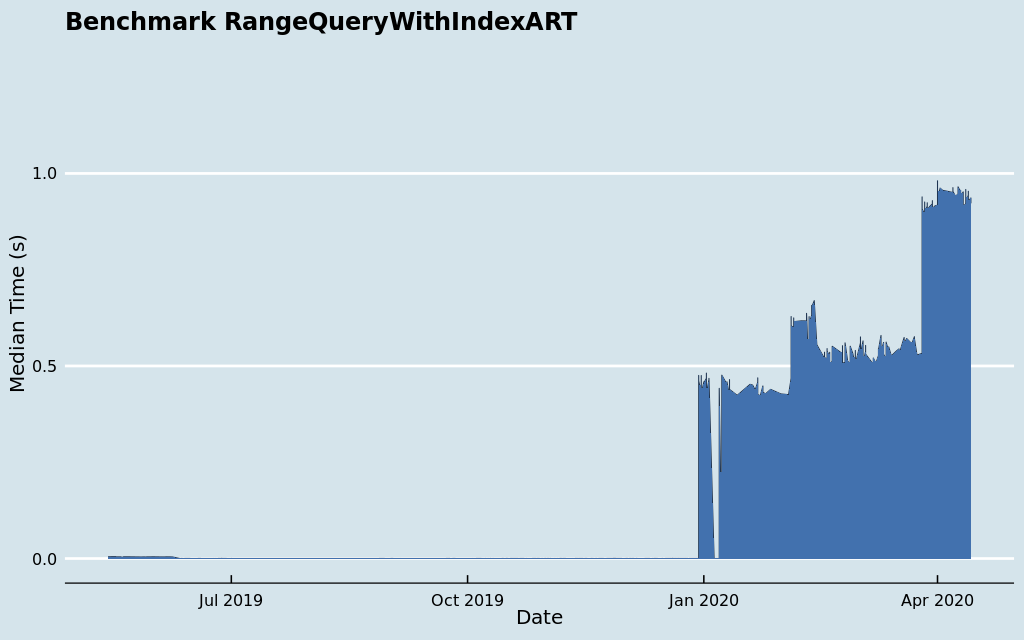 Benchmark RangeQueryWithIndexART
1.0
0.5
0.0
Median Time (s)
Jul 2019
Oct 2019
Jan 2020
Apr 2020
Date